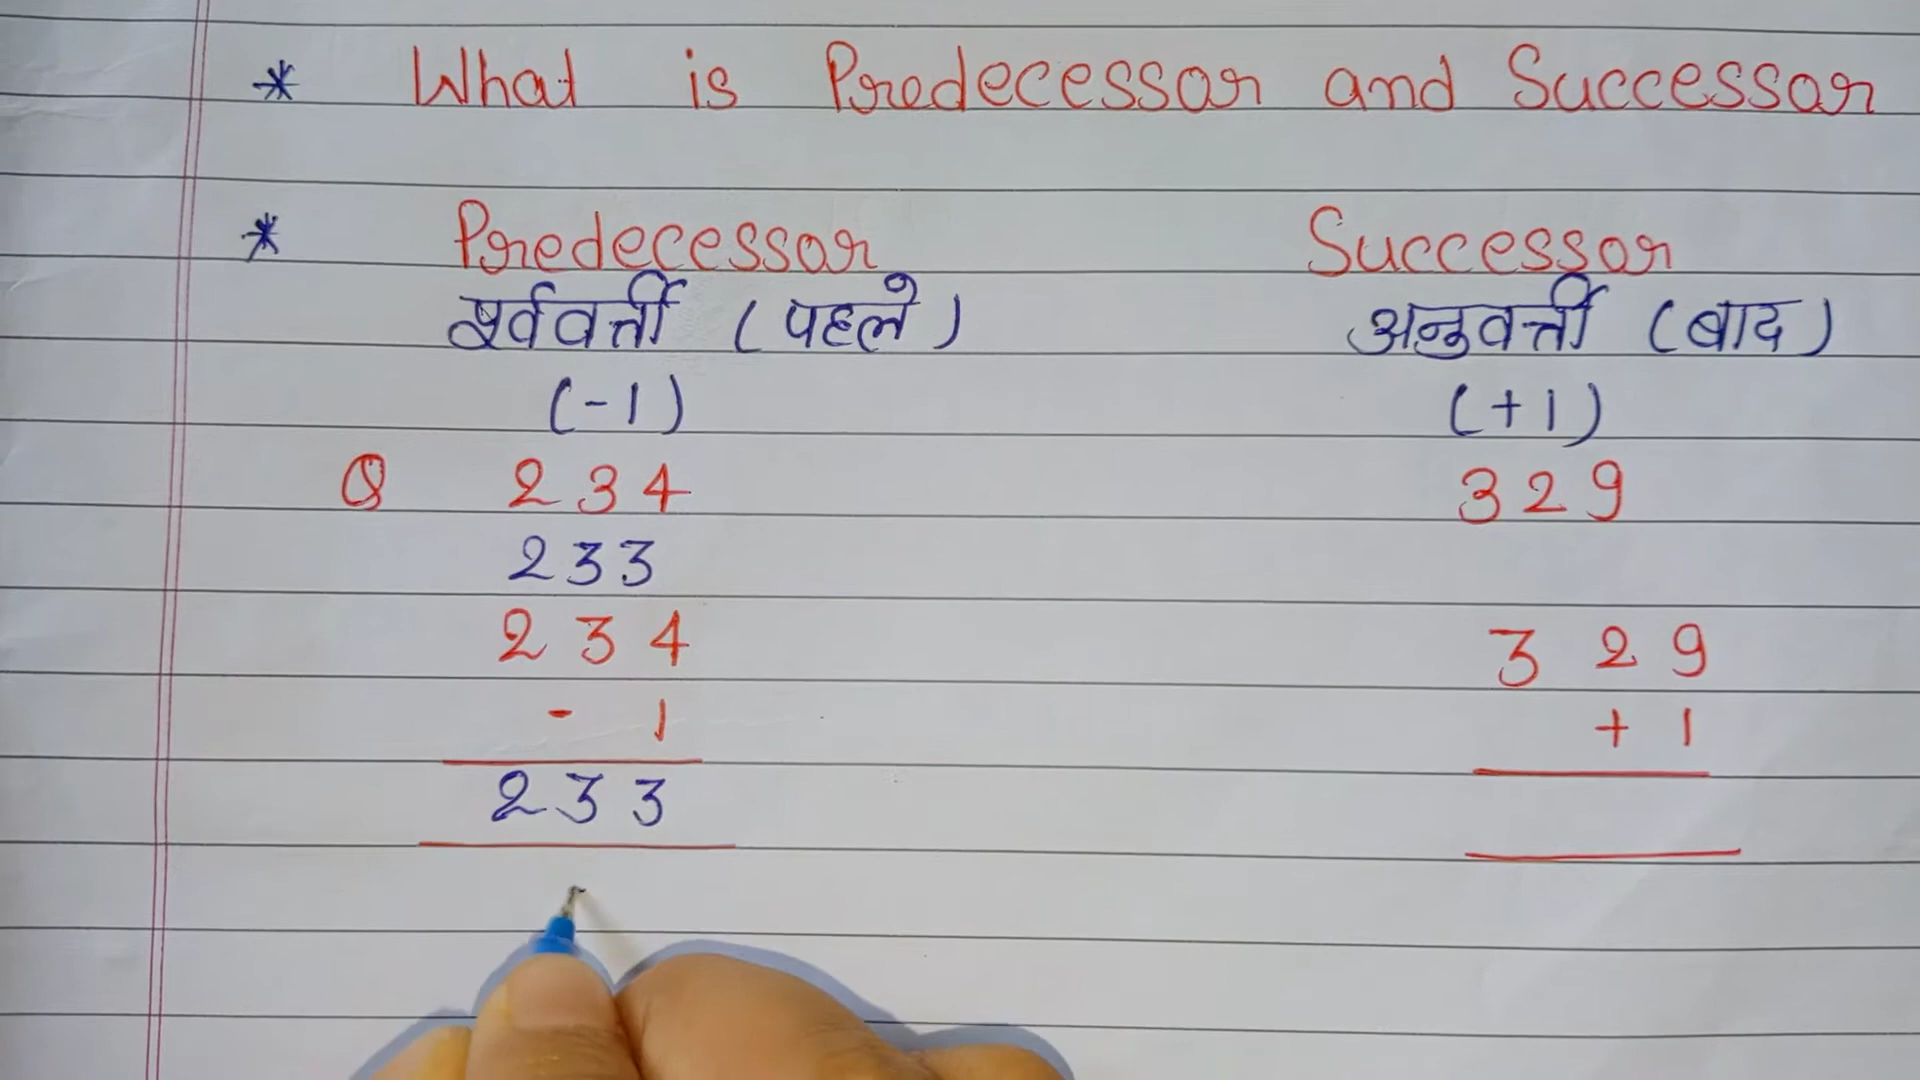 * What is Predecessor and Successor
* Predecessor Successor
पूर्ववर्त्ती (पहले) अनुवर्त्ती (बाद)
(-1) (+1)
Q 234 329
233
234 329
- 1 + 1
233